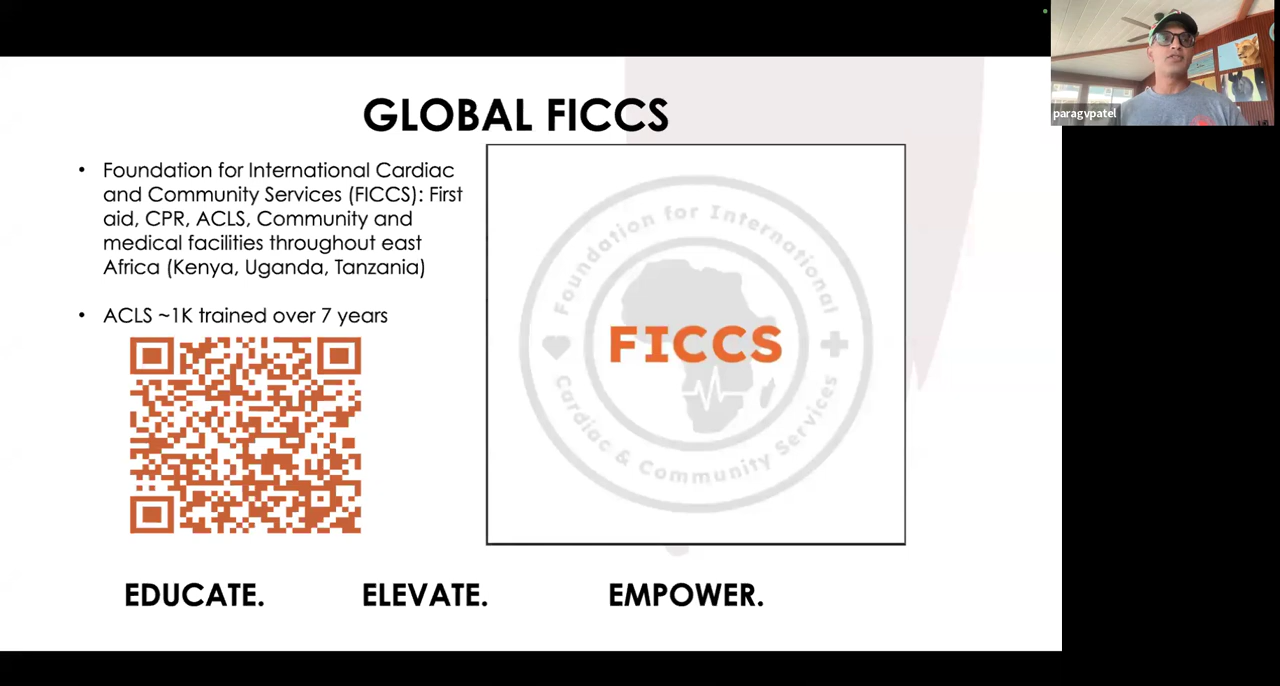 GLOBAL FICCS
• Foundation for International Cardiac
and Community Services (FICCS): First
aid, CPR, ACLS, Community and
medical facilities throughout east
Africa (Kenya, Uganda, Tanzania)
• ACLS ~1K trained over 7 years
Foundation for International
FICCS
Cardiac & Community Services
EDUCATE. ELEVATE. EMPOWER.
paragvpatel